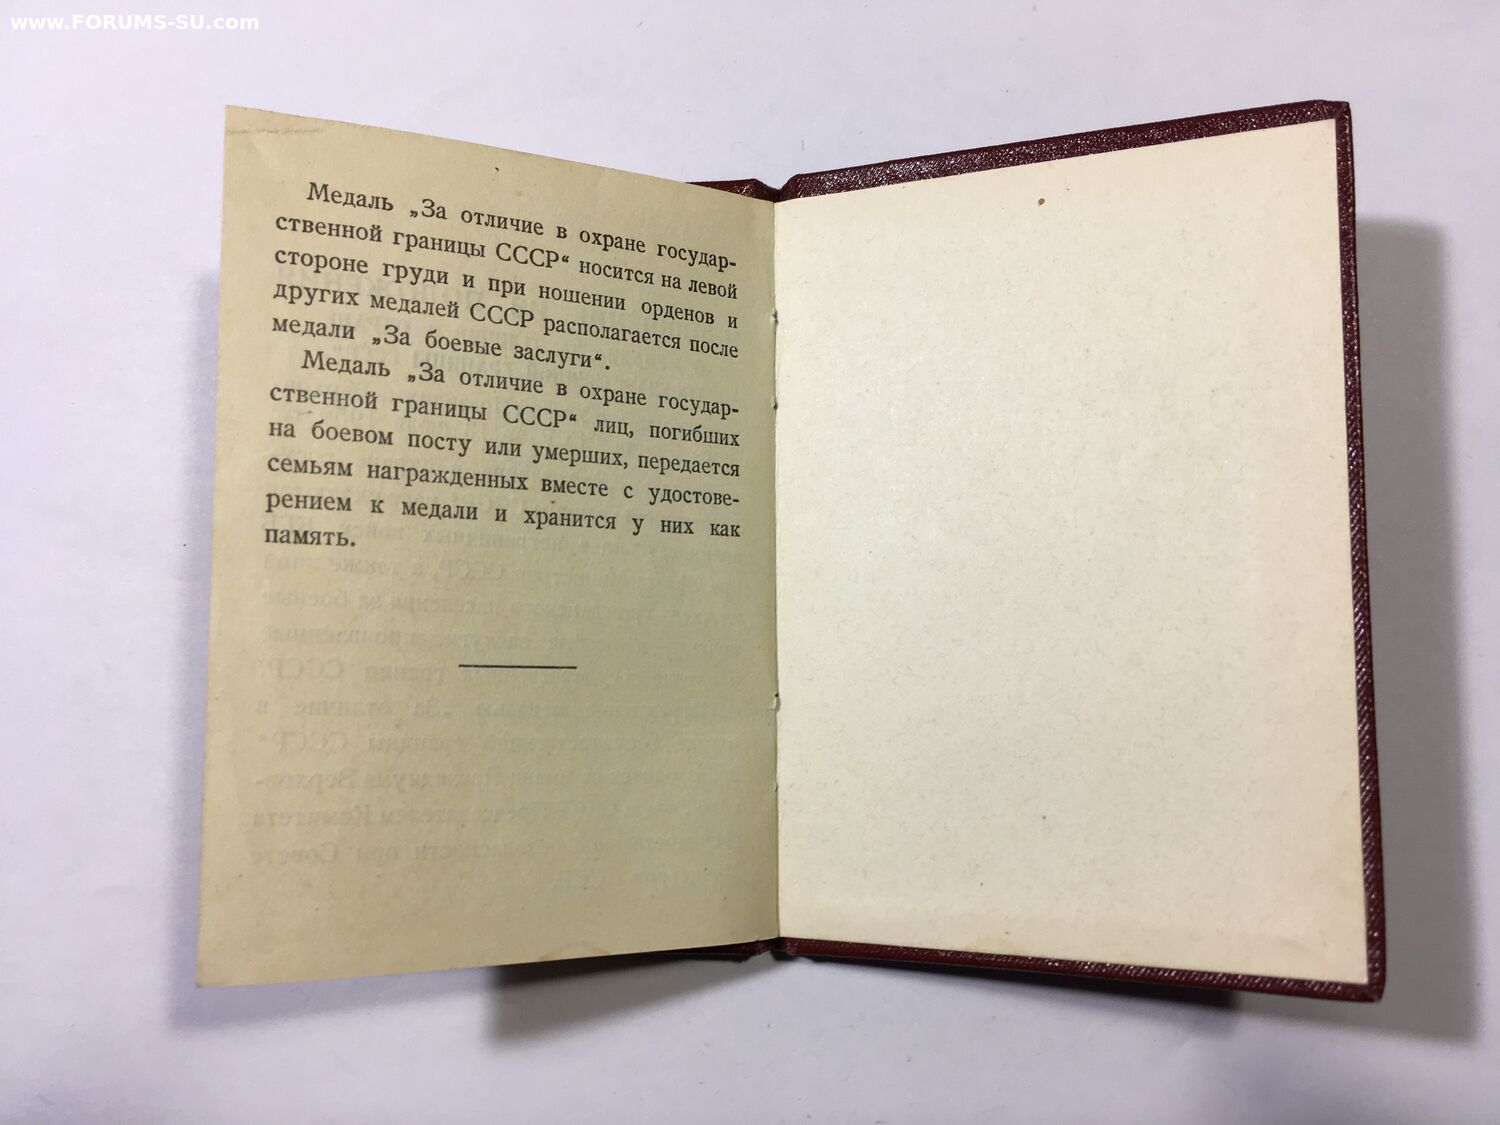 www.FORUMS-SU.com
Медаль „За отличие в охране государ-
ственной границы СССР“ носится на левой
стороне груди и при ношении орденов и
других медалей СССР располагается после
медали „За боевые заслуги“.
Медаль „За отличие в охране государ-
ственной границы СССР“ лиц, погибших
на боевом посту или умерших, передается
семьям награжденных вместе с удостове-
рением к медали и хранится у них как
память.